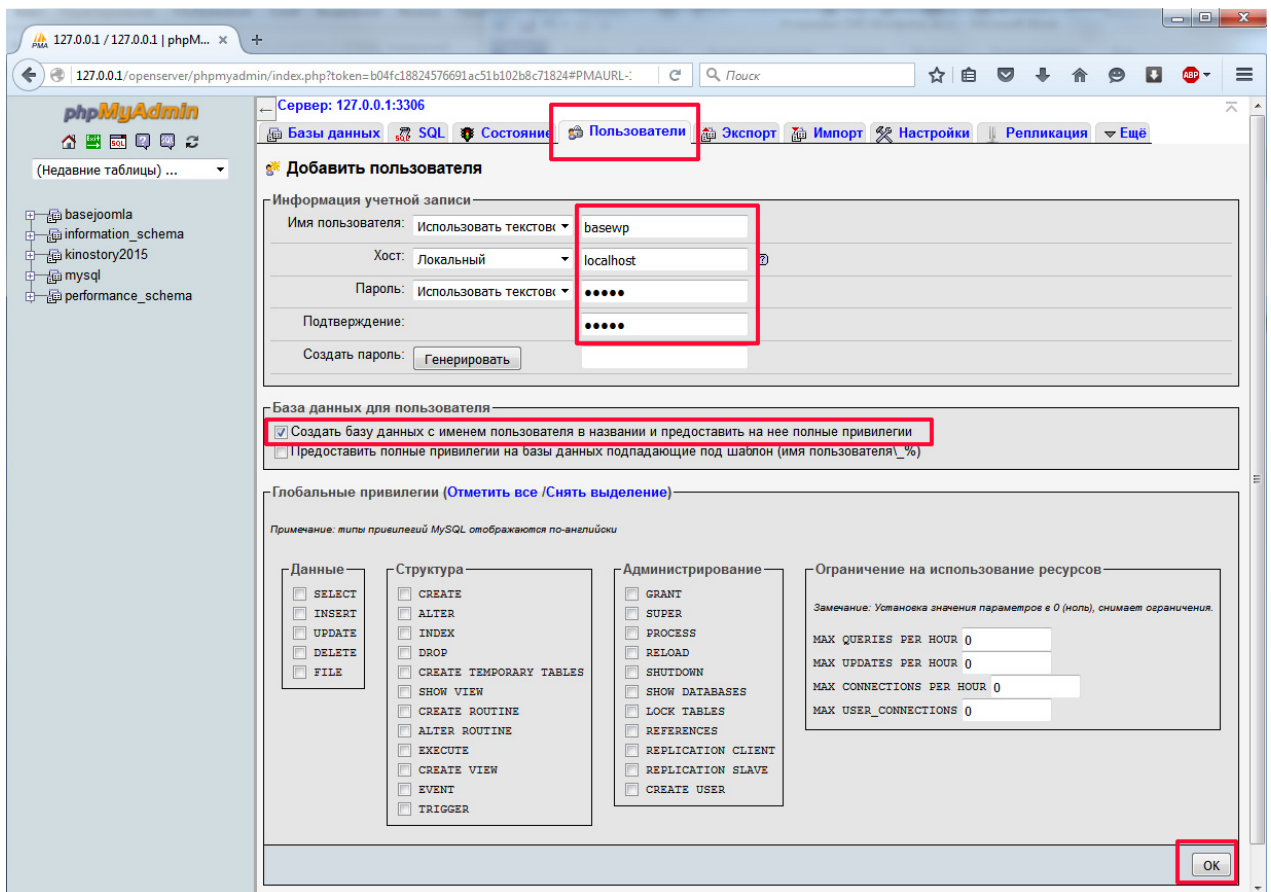 127.0.0.1 / 127.0.0.1 | phpM... × +
127.0.0.1/openserver/phpmyadmin/index.php?token=b04fc18824576691ac51b102b8c71824#PMAURL-: Поиск ABP
phpMyAdmin
(Недавние таблицы) ...
basejoomla
information_schema
kinostory2015
mysql
performance_schema
Сервер: 127.0.0.1:3306
Базы данных SQL Состояние Пользователи Экспорт Импорт Настройки Репликация Ещё
Добавить пользователя
Информация учетной записи
Имя пользователя: Использовать текстово basewp
Хост: Локальный localhost
Пароль: Использовать текстово •••••
Подтверждение: •••••
Создать пароль: Генерировать
База данных для пользователя
Создать базу данных с именем пользователя в названии и предоставить на нее полные привилегии
Предоставить полные привилегии на базы данных подпадающие под шаблон (имя пользователя\_%)
Глобальные привилегии (Отметить все /Снять выделение)
Примечание: типы привилегий MySQL отображаются по-английски
Данные
SELECT
INSERT
UPDATE
DELETE
FILE
Структура
CREATE
ALTER
INDEX
DROP
CREATE TEMPORARY TABLES
SHOW VIEW
CREATE ROUTINE
ALTER ROUTINE
EXECUTE
CREATE VIEW
EVENT
TRIGGER
Администрирование
GRANT
SUPER
PROCESS
RELOAD
SHUTDOWN
SHOW DATABASES
LOCK TABLES
REFERENCES
REPLICATION CLIENT
REPLICATION SLAVE
CREATE USER
Ограничение на использование ресурсов
Замечание: Установка значения параметров в 0 (ноль), снимает ограничения.
MAX QUERIES PER HOUR 0
MAX UPDATES PER HOUR 0
MAX CONNECTIONS PER HOUR 0
MAX USER_CONNECTIONS 0
OK